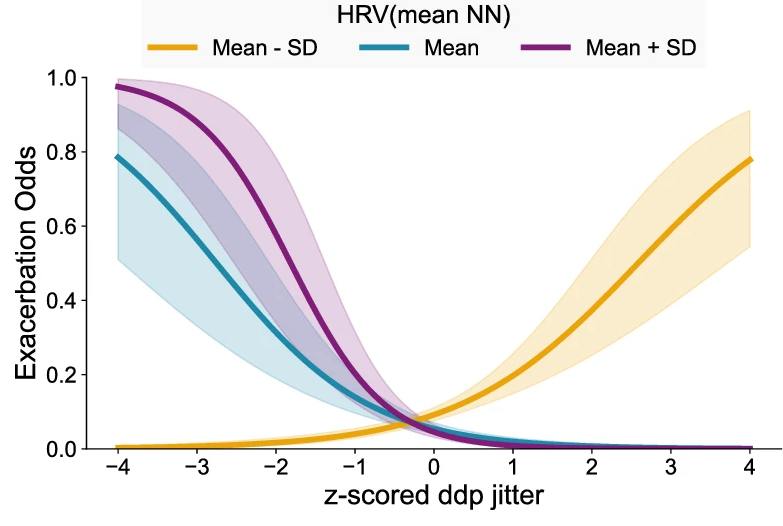 HRV(mean NN)
Mean - SD Mean Mean + SD
1.0
0.8
0.6
0.4
0.2
0.0
Exacerbation Odds
−4 −3 −2 −1 0 1 2 3 4
z-scored ddp jitter